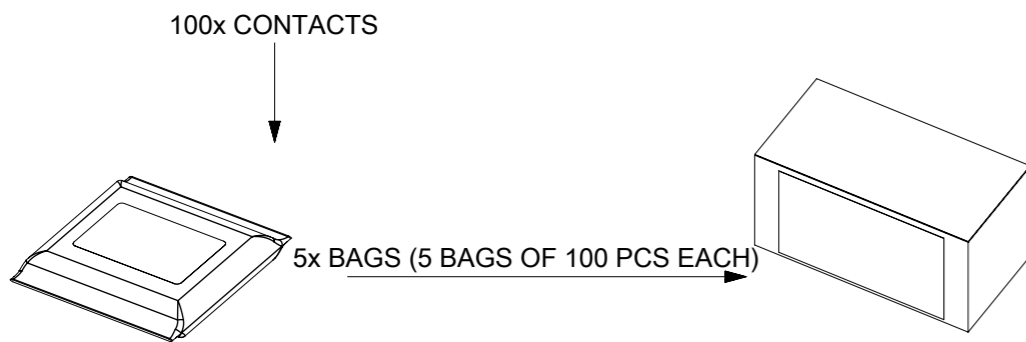 100x CONTACTS
5x BAGS (5 BAGS OF 100 PCS EACH)